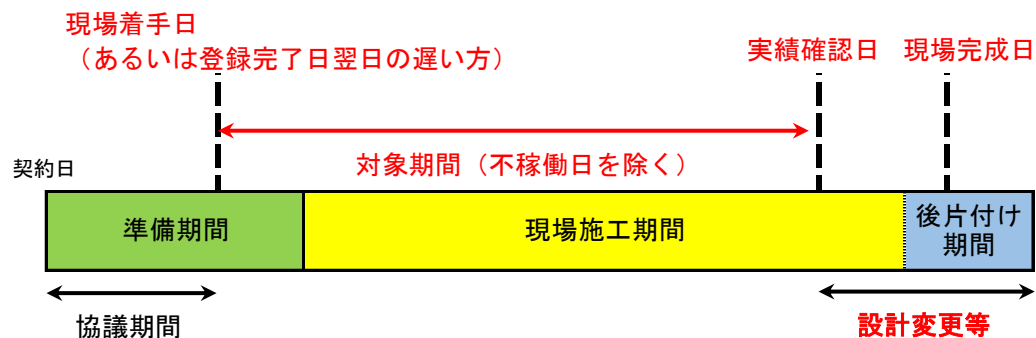 現場着手日
（あるいは登録完了日翌日の遅い方）
実績確認日
現場完成日
対象期間（不稼働日を除く）
契約日
準備期間
現場施工期間
後片付け
期間
協議期間
設計変更等